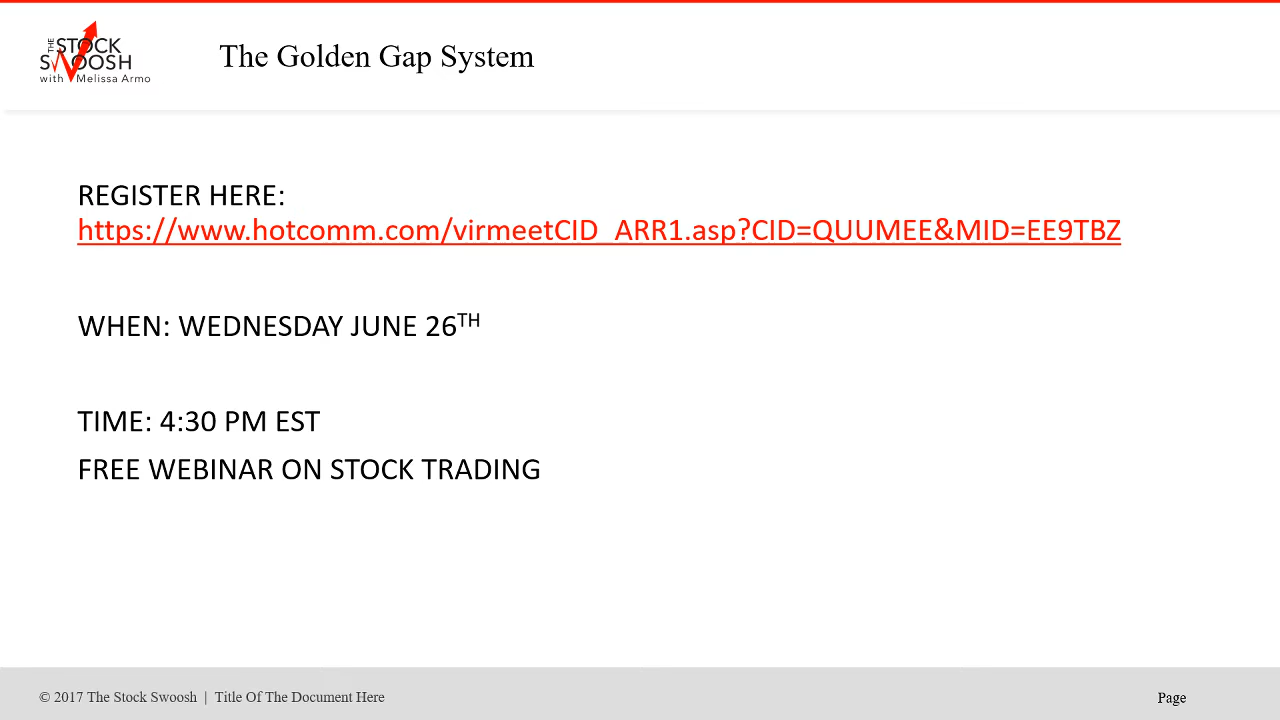 THE STOCK
SWOOSH
with Melissa Armo
The Golden Gap System
REGISTER HERE:
https://www.hotcomm.com/virmeetCID_ARR1.asp?CID=QUUMEE&MID=EE9TBZ
WHEN: WEDNESDAY JUNE 26TH
TIME: 4:30 PM EST
FREE WEBINAR ON STOCK TRADING
© 2017 The Stock Swoosh | Title Of The Document Here
Page